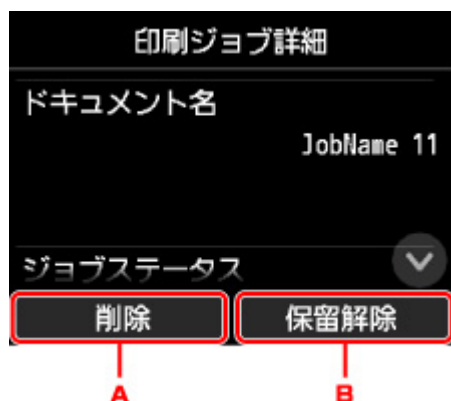 印刷ジョブ詳細
ドキュメント名
JobName 11
ジョブステータス
削除
保留解除
A
B